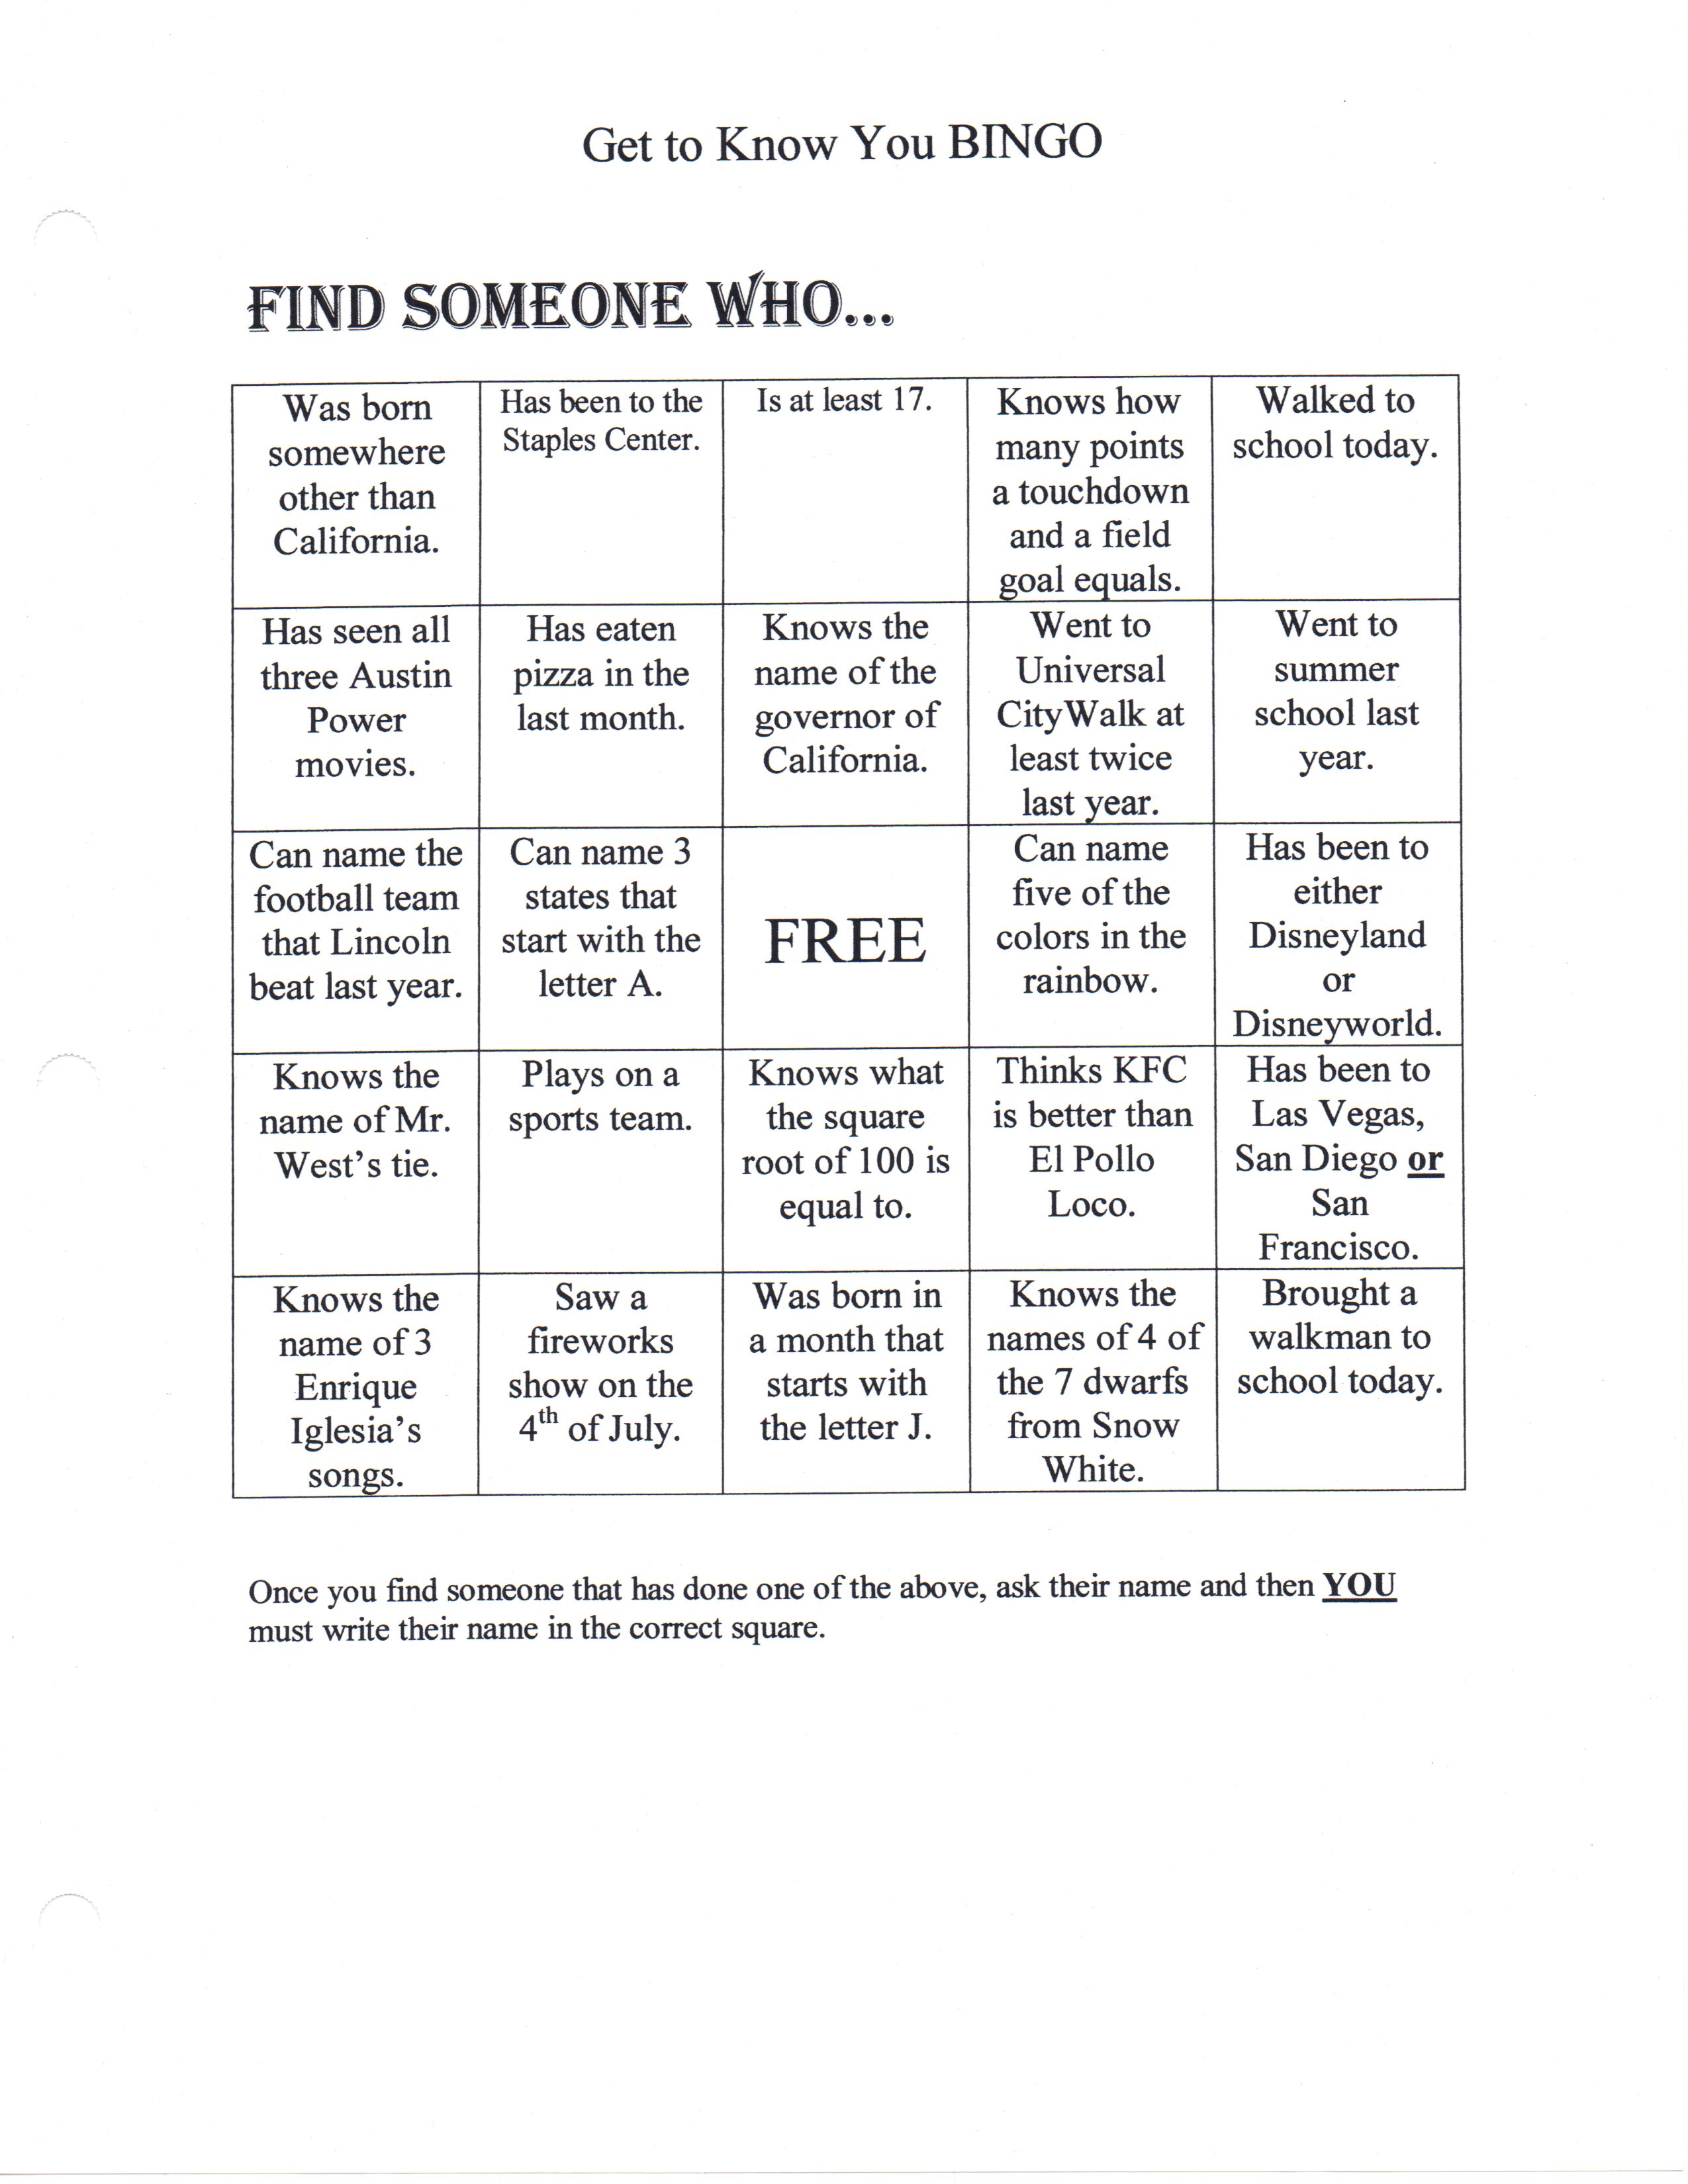 Get to Know You BINGO
FIND SOMEONE WHO...
Was born
somewhere
other than
California.
Has been to the
Staples Center.
Is at least 17.
Knows how
many points
a touchdown
and a field
goal equals.
Walked to
school today.
Has seen all
three Austin
Power
movies.
Has eaten
pizza in the
last month.
Knows the
name of the
governor of
California.
Went to
Universal
CityWalk at
least twice
last year.
Went to
summer
school last
year.
Can name the
football team
that Lincoln
beat last year.
Can name 3
states that
start with the
letter A.
FREE
Can name
five of the
colors in the
rainbow.
Has been to
either
Disneyland
or
Disneyworld.
Knows the
name of Mr.
West's tie.
Plays on a
sports team.
Knows what
the square
root of 100 is
equal to.
Thinks KFC
is better than
El Pollo
Loco.
Has been to
Las Vegas,
San Diego or
San
Francisco.
Knows the
name of 3
Enrique
Iglesia's
songs.
Saw a
fireworks
show on the
4th of July.
Was born in
a month that
starts with
the letter J.
Knows the
names of 4 of
the 7 dwarfs
from Snow
White.
Brought a
walkman to
school today.
Once you find someone that has done one of the above, ask their name and then YOU
must write their name in the correct square.